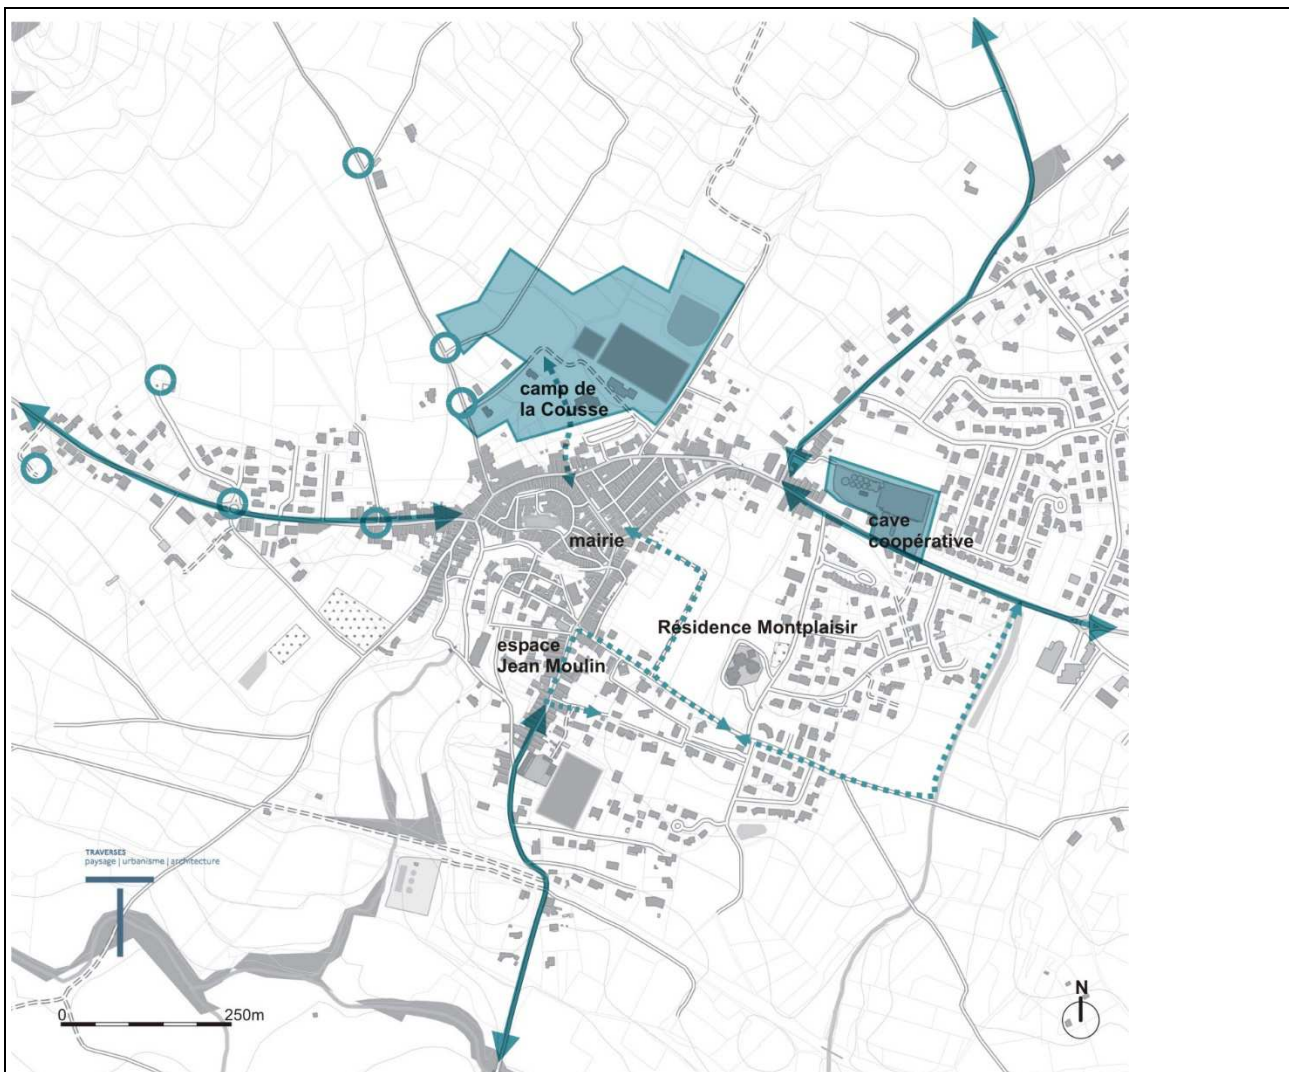 camp de
la Cousse
cave
coopérative
mairie
Résidence Montplaisir
espace
Jean Moulin
TRAVERSES
paysage | urbanisme | architecture
0 250m
N